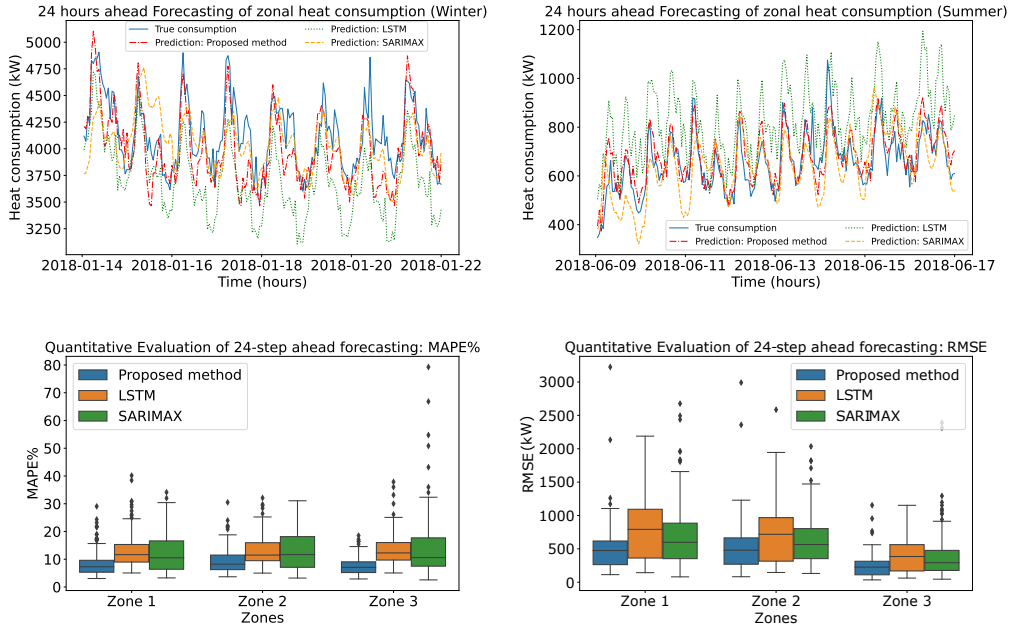 24 hours ahead Forecasting of zonal heat consumption (Winter)
True consumption
Prediction: Proposed method
Prediction: LSTM
Prediction: SARIMAX
Heat consumption (kW)
5000
4750
4500
4250
4000
3750
3500
3250
2018-01-14 2018-01-16 2018-01-18 2018-01-20 2018-01-22
Time (hours)
24 hours ahead Forecasting of zonal heat consumption (Summer)
Heat consumption (kW)
1000
800
600
400
True consumption
Prediction: Proposed method
Prediction: LSTM
Prediction: SARIMAX
2018-06-09 2018-06-11 2018-06-13 2018-06-15 2018-06-17
Time (hours)
Quantitative Evaluation of 24-step ahead forecasting: MAPE%
Proposed method
LSTM
SARIMAX
MAPE%
80
70
60
50
40
30
20
10
0
Zone 1 Zone 2 Zone 3
Zones
Quantitative Evaluation of 24-step ahead forecasting: RMSE
Proposed method
LSTM
SARIMAX
RMSE(kW)
3000
2500
2000
1500
1000
500
0
Zone 1 Zone 2 Zone 3
Zones